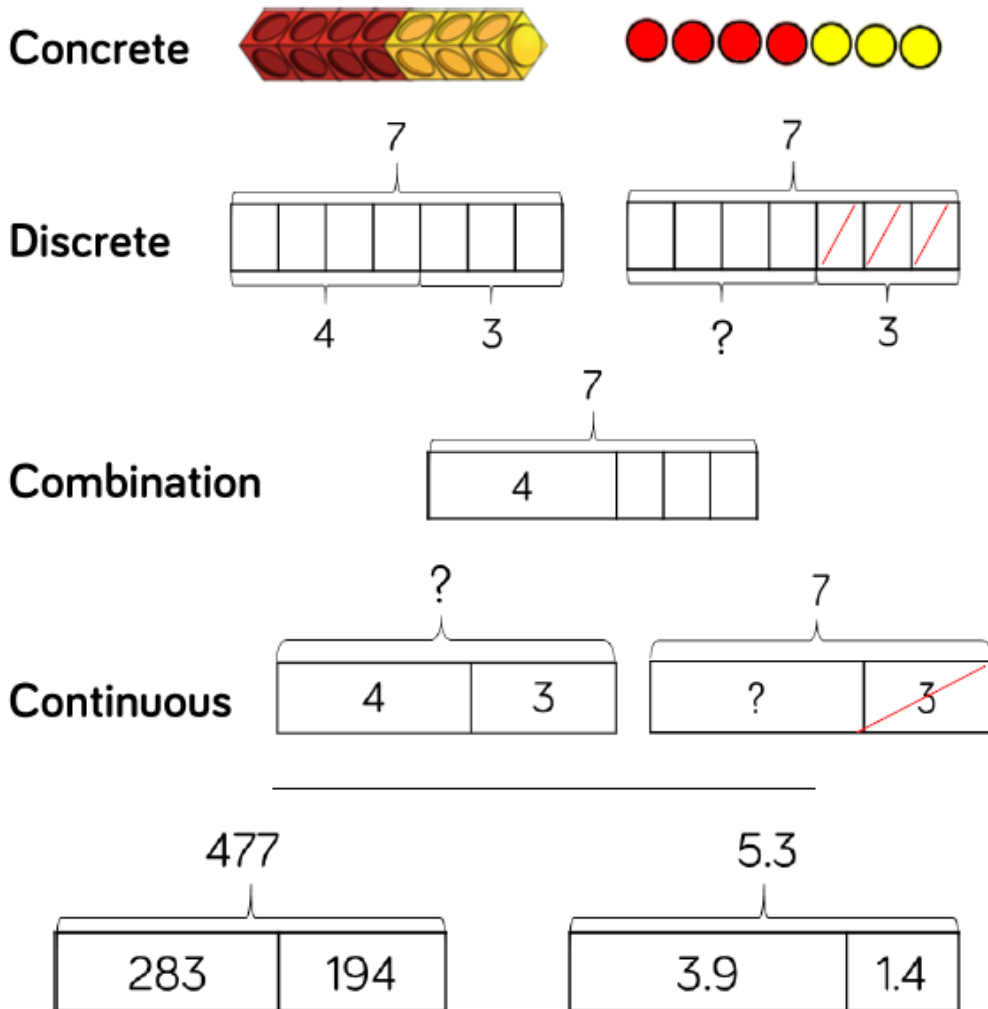 Concrete
7 7
Discrete
4 3 ? 3
7
Combination
4
? 7
Continuous
4 3 ? 3
477 5.3
283 194 3.9 1.4